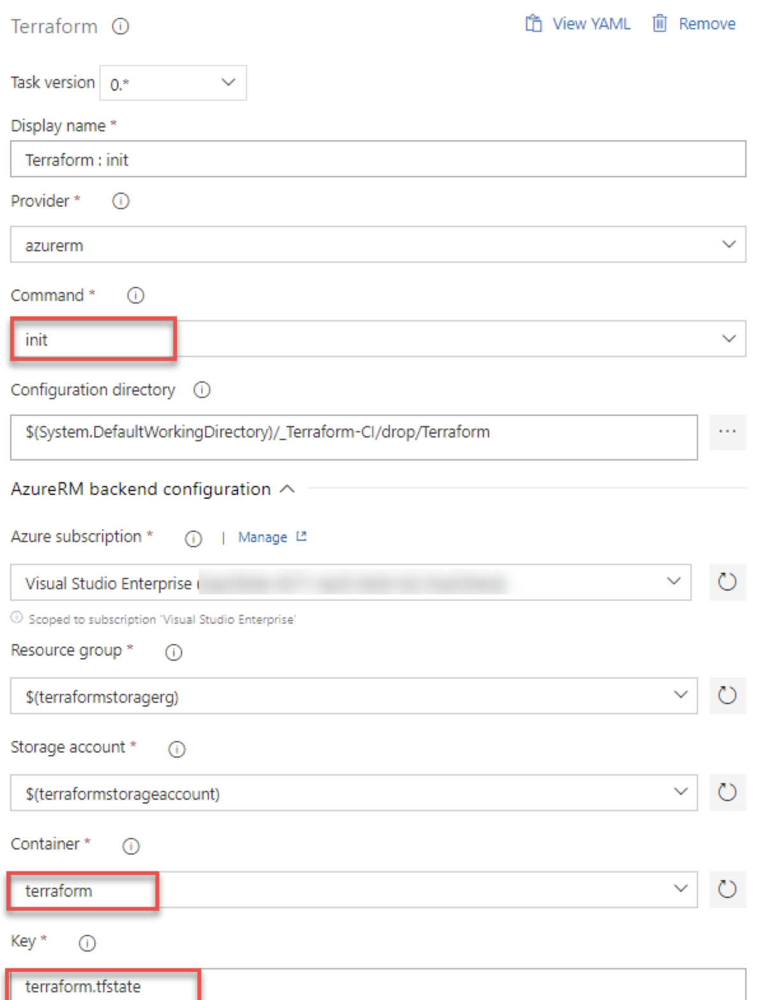 Terraform
View YAML
Remove
Task version 0.*
Display name *
Terraform : init
Provider *
azurerm
Command *
init
Configuration directory
$(System.DefaultWorkingDirectory)/_Terraform-CI/drop/Terraform
...
AzureRM backend configuration
Azure subscription * | Manage
Visual Studio Enterprise (
Scoped to subscription 'Visual Studio Enterprise'
Resource group *
$(terraformstoragerg)
Storage account *
$(terraformstorageaccount)
Container *
terraform
Key *
terraform.tfstate